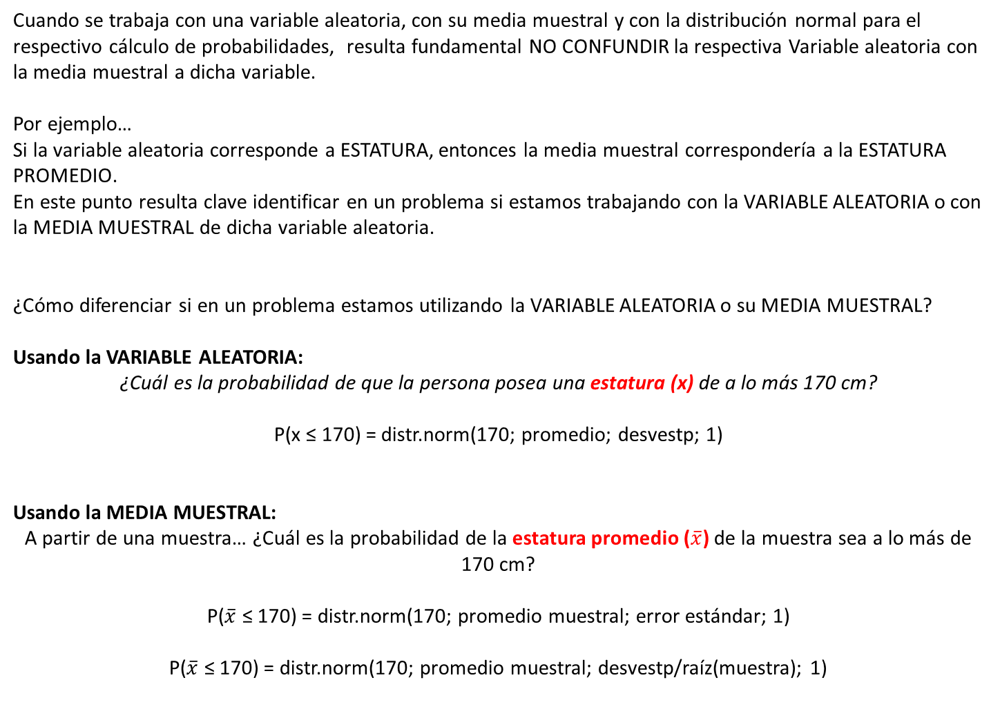 Cuando se trabaja con una variable aleatoria, con su media muestral y con la distribución normal para el
respectivo cálculo de probabilidades, resulta fundamental NO CONFUNDIR la respectiva Variable aleatoria con
la media muestral a dicha variable.
Por ejemplo…
Si la variable aleatoria corresponde a ESTATURA, entonces la media muestral correspondería a la ESTATURA
PROMEDIO.
En este punto resulta clave identificar en un problema si estamos trabajando con la VARIABLE ALEATORIA o con
la MEDIA MUESTRAL de dicha variable aleatoria.
¿Cómo diferenciar si en un problema estamos utilizando la VARIABLE ALEATORIA o su MEDIA MUESTRAL?
Usando la VARIABLE ALEATORIA:
¿Cuál es la probabilidad de que la persona posea una estatura (x) de a lo más 170 cm?
P(x ≤ 170) = distr.norm(170; promedio; desvestp; 1)
Usando la MEDIA MUESTRAL:
A partir de una muestra… ¿Cuál es la probabilidad de la estatura promedio (x̄) de la muestra sea a lo más de
170 cm?
P(x̄ ≤ 170) = distr.norm(170; promedio muestral; error estándar; 1)
P(x̄ ≤ 170) = distr.norm(170; promedio muestral; desvestp/raíz(muestra); 1)